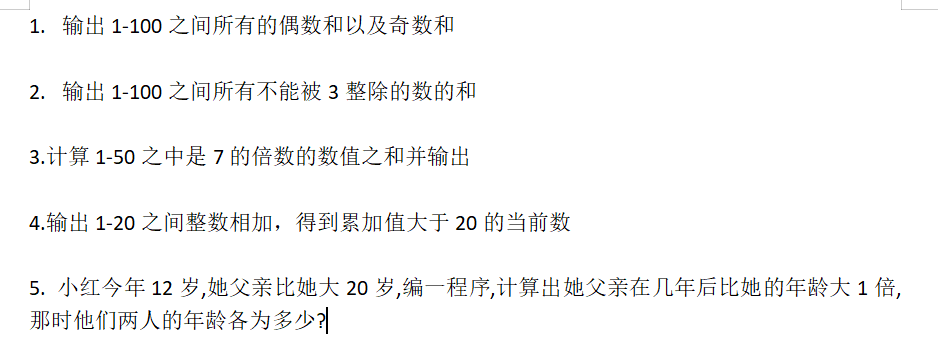 1. 输出 1-100 之间所有的偶数和以及奇数和
2. 输出 1-100 之间所有不能被 3 整除的数的和
3.计算 1-50 之中是 7 的倍数的数值之和并输出
4.输出 1-20 之间整数相加，得到累加值大于 20 的当前数
5. 小红今年 12 岁,她父亲比她大 20 岁,编一程序,计算出她父亲在几年后比她的年龄大 1 倍,
那时他们两人的年龄各为多少?